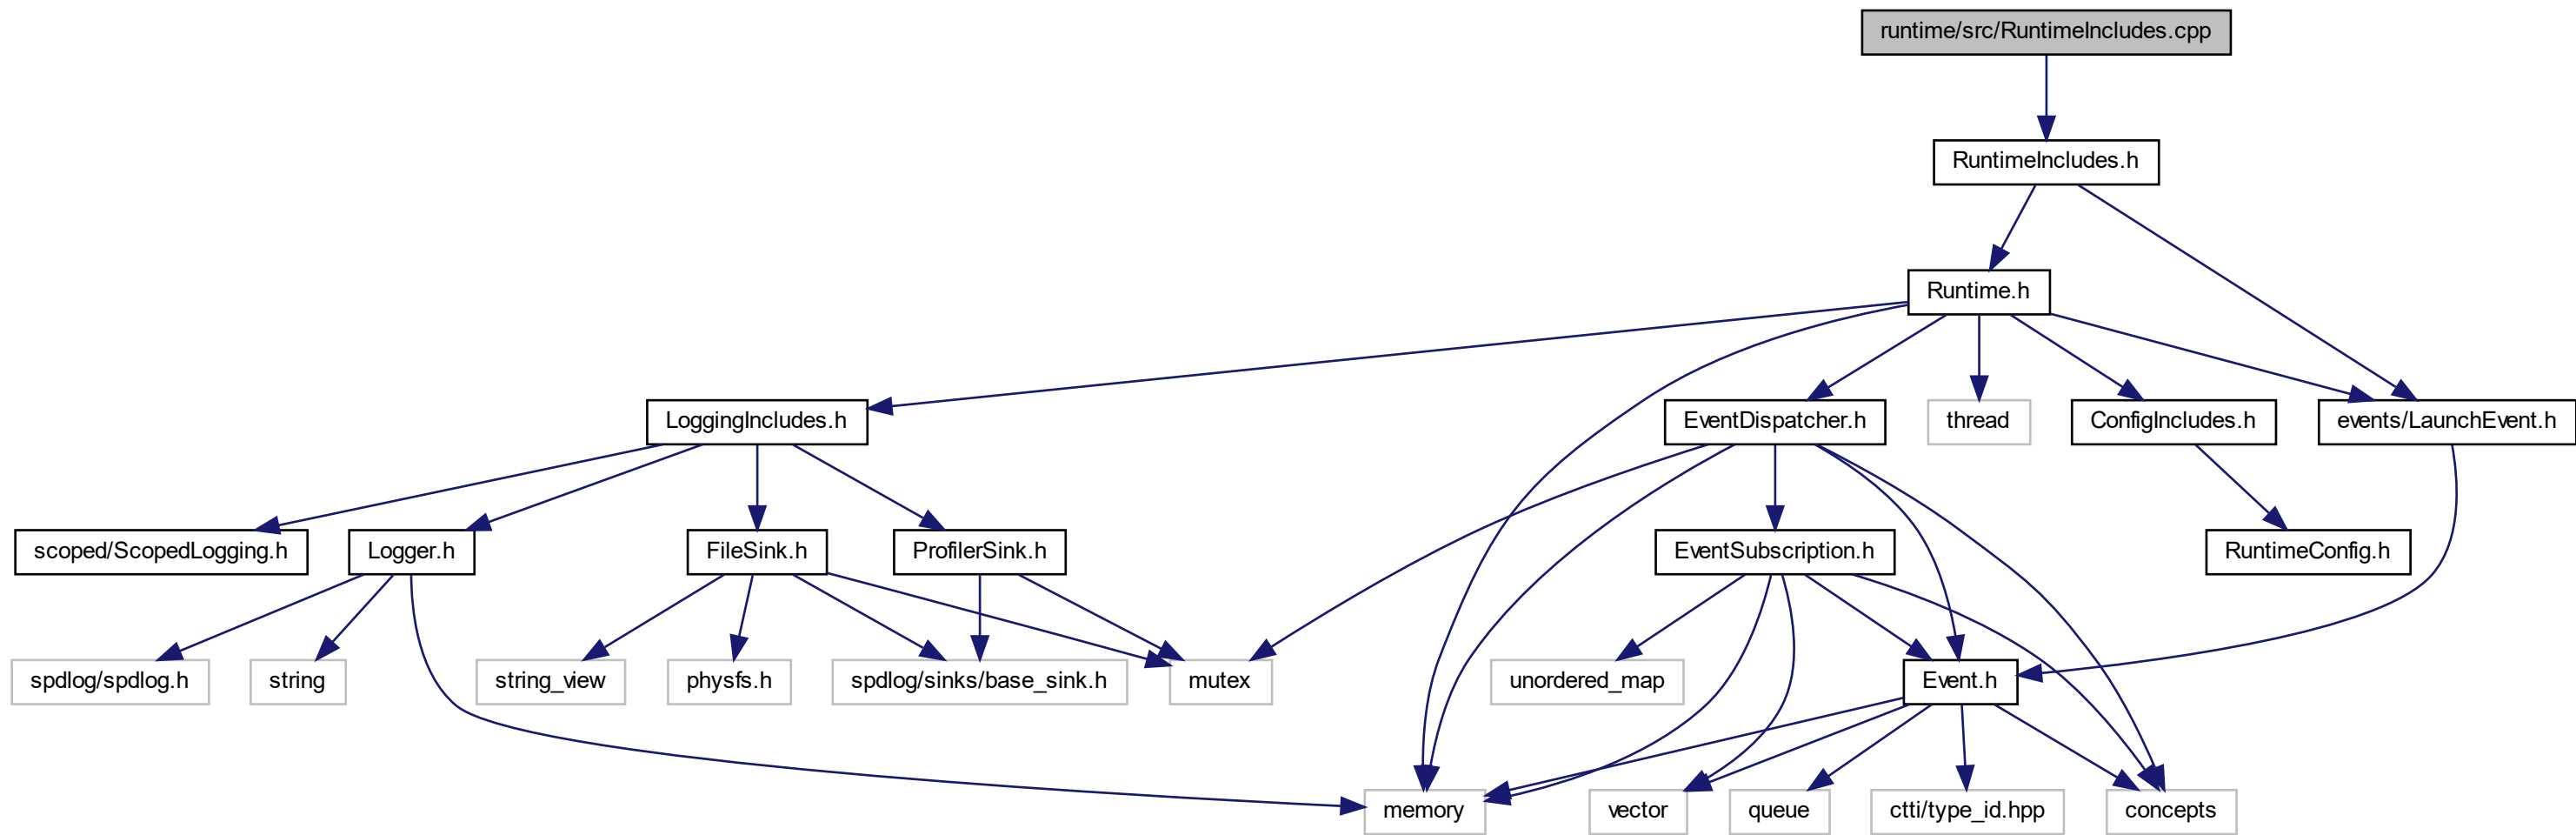 runtime/src/RuntimeIncludes.cpp
RuntimeIncludes.h
Runtime.h
LoggingIncludes.h
EventDispatcher.h
thread
ConfigIncludes.h
events/LaunchEvent.h
scoped/ScopedLogging.h
Logger.h
FileSink.h
ProfilerSink.h
EventSubscription.h
RuntimeConfig.h
spdlog/spdlog.h
string
string_view
physfs.h
spdlog/sinks/base_sink.h
mutex
unordered_map
Event.h
memory
vector
queue
ctti/type_id.hpp
concepts